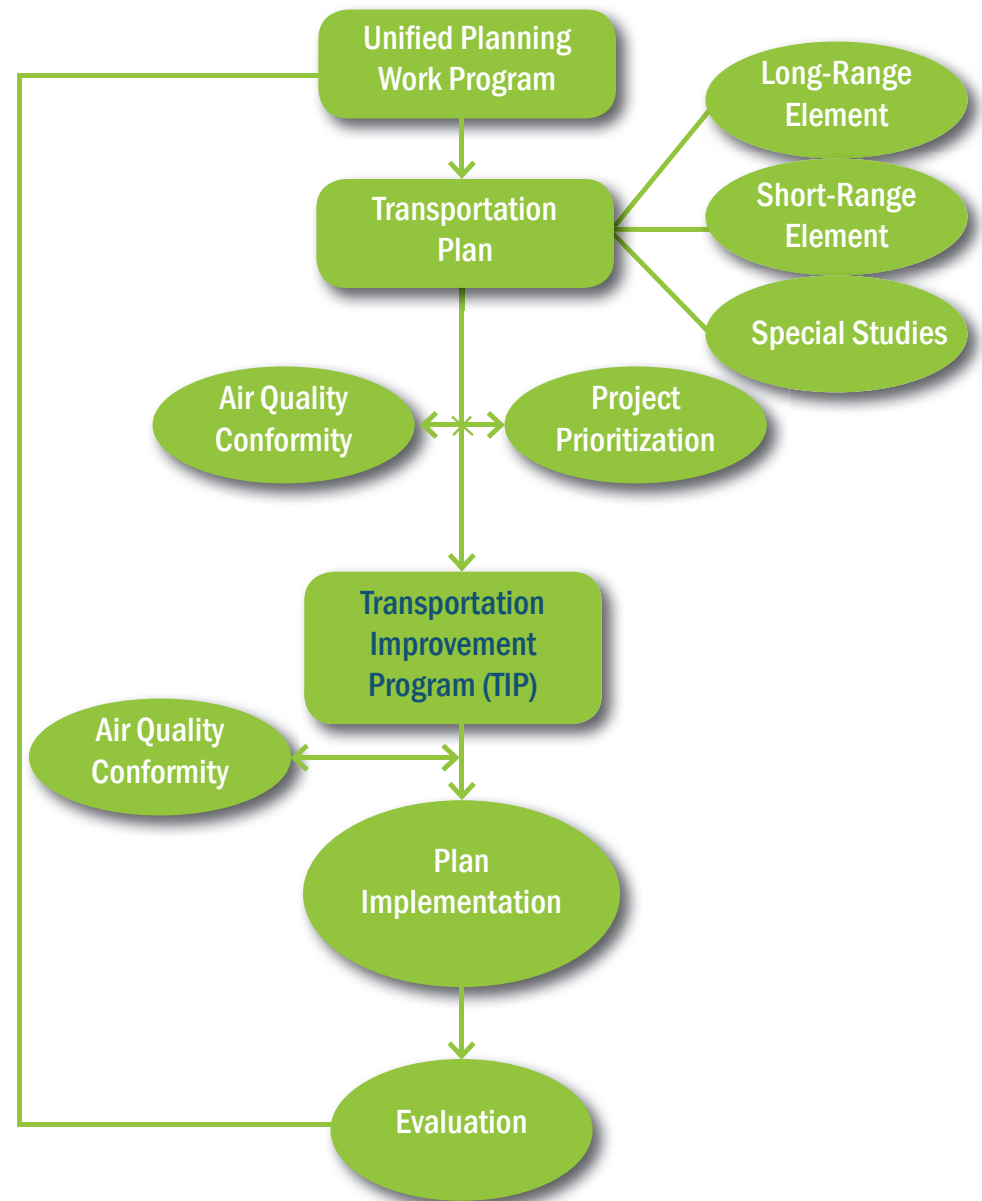 Unified Planning
Work Program
Long-Range
Element
Transportation
Plan
Short-Range
Element
Special Studies
Air Quality
Conformity
Project
Prioritization
Transportation
Improvement
Program (TIP)
Air Quality
Conformity
Plan
Implementation
Evaluation